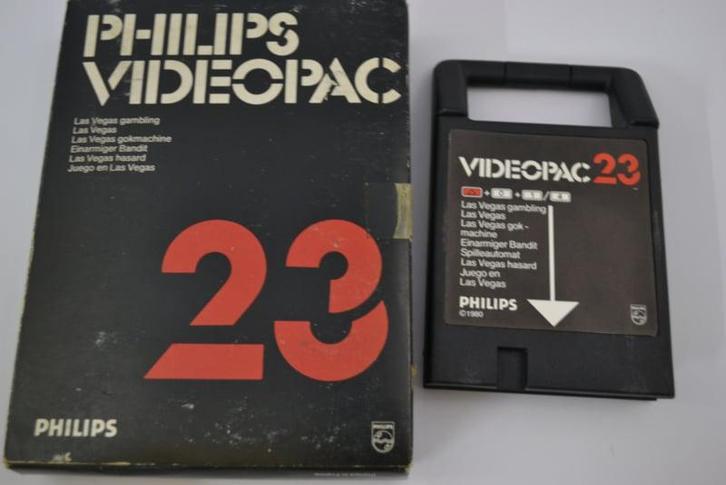 PHILIPS
VIDEOPAC
Las Vegas gambling
Las Vegas
Las Vegas gokmachine
Einarmiger Bandit
Las Vegas hasard
Juego en Las Vegas
23
PHILIPS
VIDEOPAC 23
Las Vegas gambling
Las Vegas
Las Vegas gok-
machine
Einarmiger Bandit
Spilleautomat
Las Vegas hasard
Juego en
Las Vegas
PHILIPS
©1980